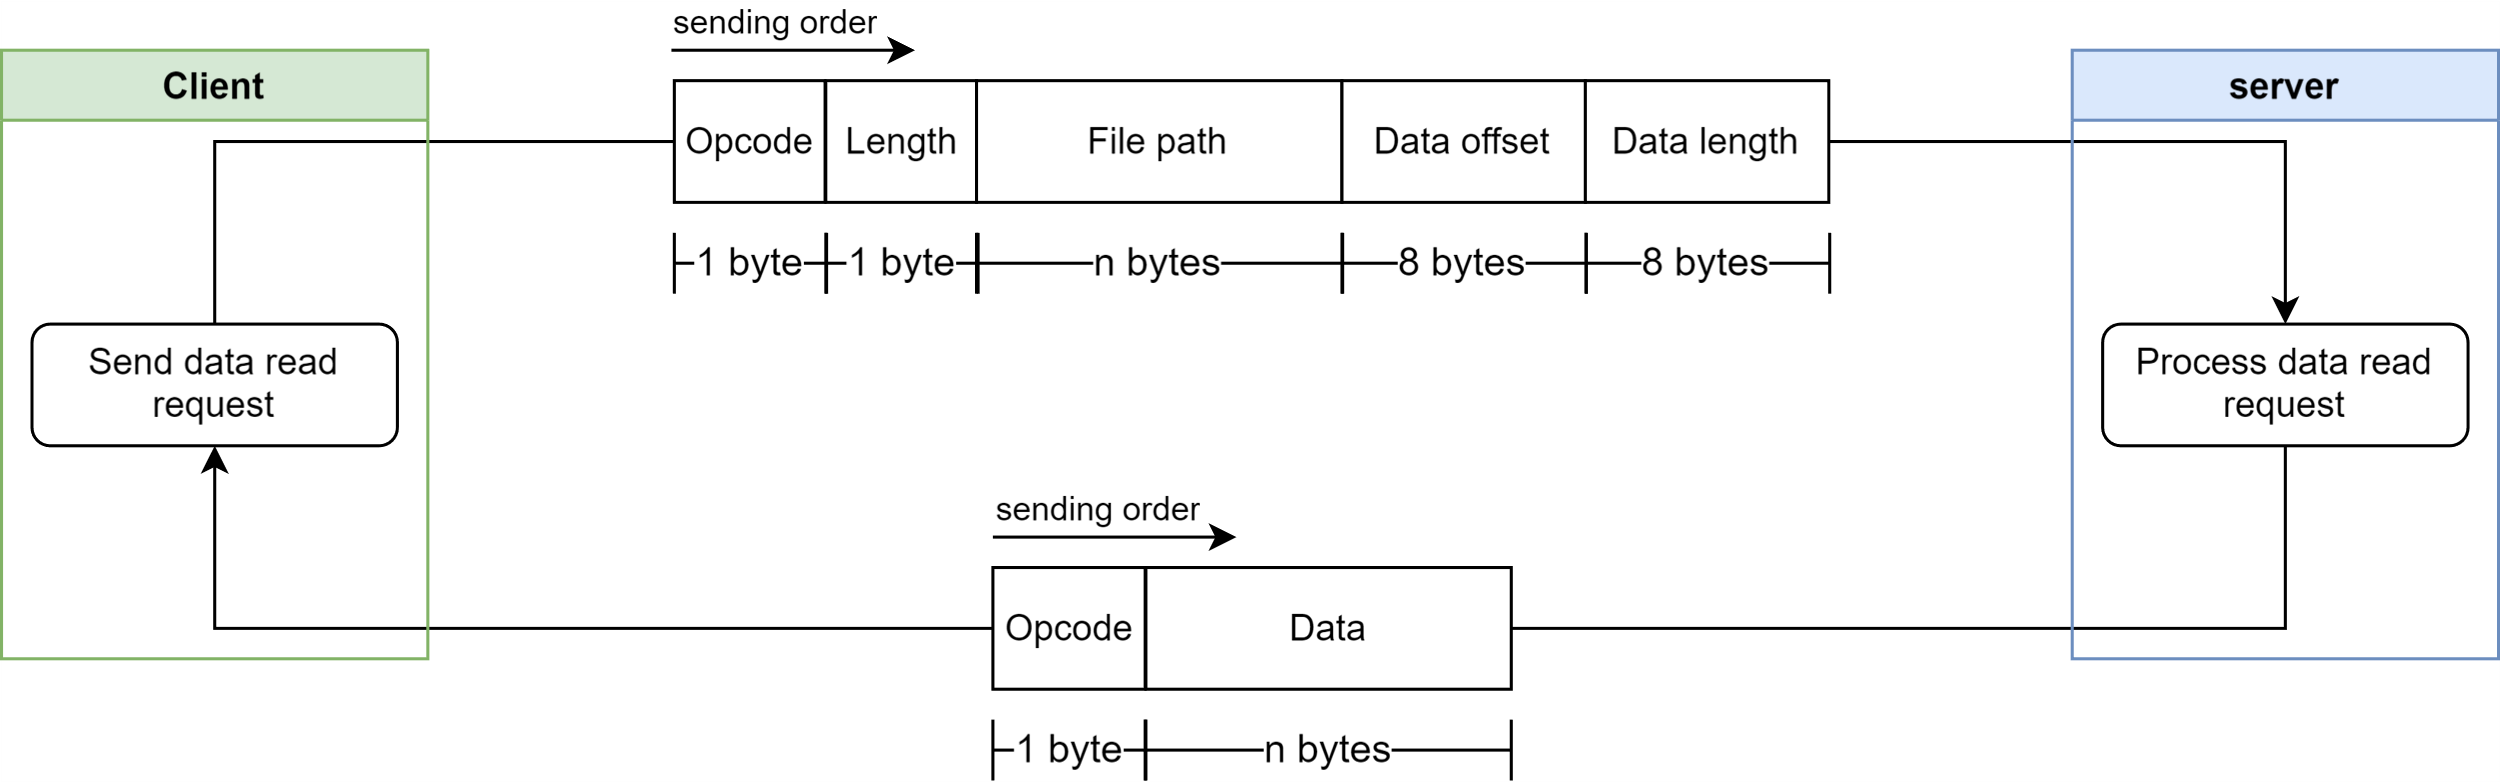 sending order
Client
server
Opcode
Length
File path
Data offset
Data length
1 byte
1 byte
n bytes
8 bytes
8 bytes
Send data read
request
Process data read
request
sending order
Opcode
Data
1 byte
n bytes